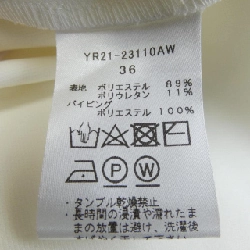 YR21-23110AW
36
表地 ポリエステル 89%
ポリウレタン 11%
パイピング
ポリエステル 100%
P W
・タンブル乾燥禁止
・長時間の浸漬や濡れたま
まの放置は避け、洗濯後